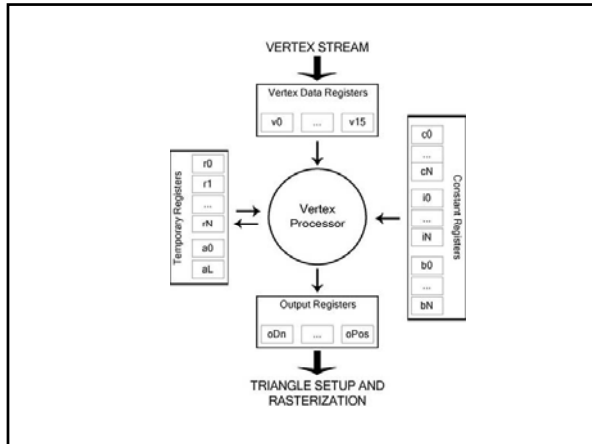 VERTEX STREAM
Vertex Data Registers
v0 ... v15
Temporary Registers
r0
r1
...
rN
a0
aL
Vertex
Processor
Constant Registers
c0
...
cN
i0
...
iN
b0
...
bN
Output Registers
oDn ... oPos
TRIANGLE SETUP AND
RASTERIZATION